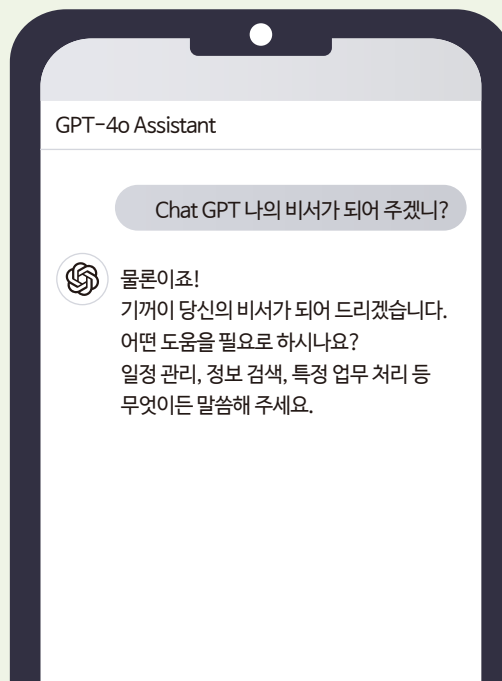 GPT-4o Assistant
Chat GPT 나의 비서가 되어 주겠니?
물론이죠!
기꺼이 당신의 비서가 되어 드리겠습니다.
어떤 도움을 필요로 하시나요?
일정 관리, 정보 검색, 특정 업무 처리 등
무엇이든 말씀해 주세요.